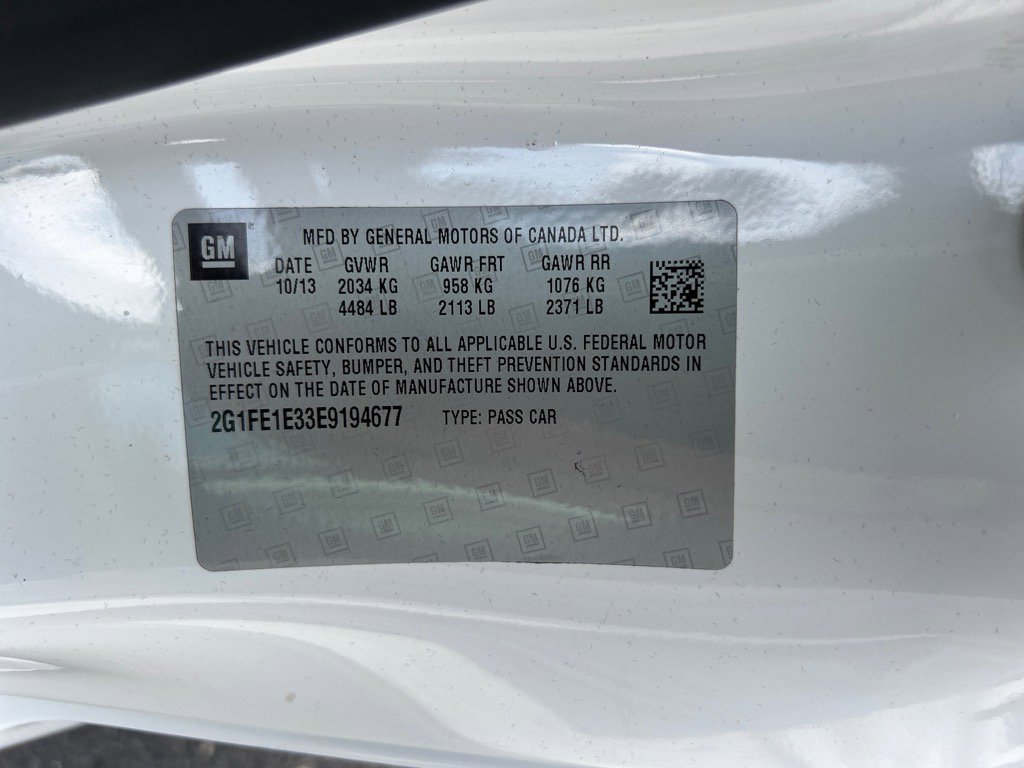 GM
MFD BY GENERAL MOTORS OF CANADA LTD.
DATE GVWR GAWR FRT GAWR RR
10/13 2034 KG 958 KG 1076 KG
4484 LB 2113 LB 2371 LB
THIS VEHICLE CONFORMS TO ALL APPLICABLE U.S. FEDERAL MOTOR
VEHICLE SAFETY, BUMPER, AND THEFT PREVENTION STANDARDS IN
EFFECT ON THE DATE OF MANUFACTURE SHOWN ABOVE.
2G1FE1E33E9194677 TYPE: PASS CAR